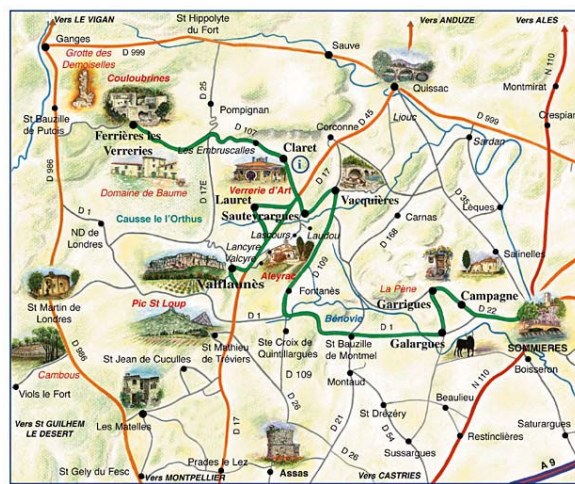 Vers LE VIGAN
St Hippolyte
du Fort
Vers ANDUZE
Vers ALES
Ganges
D 999
Sauve
Grotte des
Demoiselles
Couloubrines
Quissac
N 110
Montmirat
D 25
Pompignan
D 45
D 999
Crespian
St Bauzille
de Putois
Ferrières les
Verreries
D 107
Liouc
Corconne
Sardan
Les Embruscalles
Claret
i
D 986
Domaine de Baume
D 17E
Verrerie d'Art
D 17
Vacquières
D 35
Lèques
Lauret
Sauteyrargues
D 1
Causse le l'Orthus
Carnas
Lascours
Laudou
D 168
ND de
Londres
Lancyre
Valcyre
Salinelles
Aleyrac
D 109
Valflaunès
Fontanès
La Pène
Campagne
St Martin de
Londres
Pic St Loup
D 1
Garrigues
D 22
Bénovie
D 1
Galargues
SOMMIERES
St Mathieu
de Tréviers
Ste Croix de
Quintillargues
St Bauzille
de Montmel
D 986
St Jean de Cuculles
Boisseron
Cambous
D 109
Montaud
N 110
Viols le Fort
Beaulieu
D 26
St Drézéry
Vers St GUILHEM
LE DESERT
Les Matelles
D 17
D 21
D 54
Restinclières
Saturargues
Sussargues
D 26
St Gely du Fesc
Vers MONTPELLIER
Prades le Lez
Assas
Vers CASTRIES
A 9